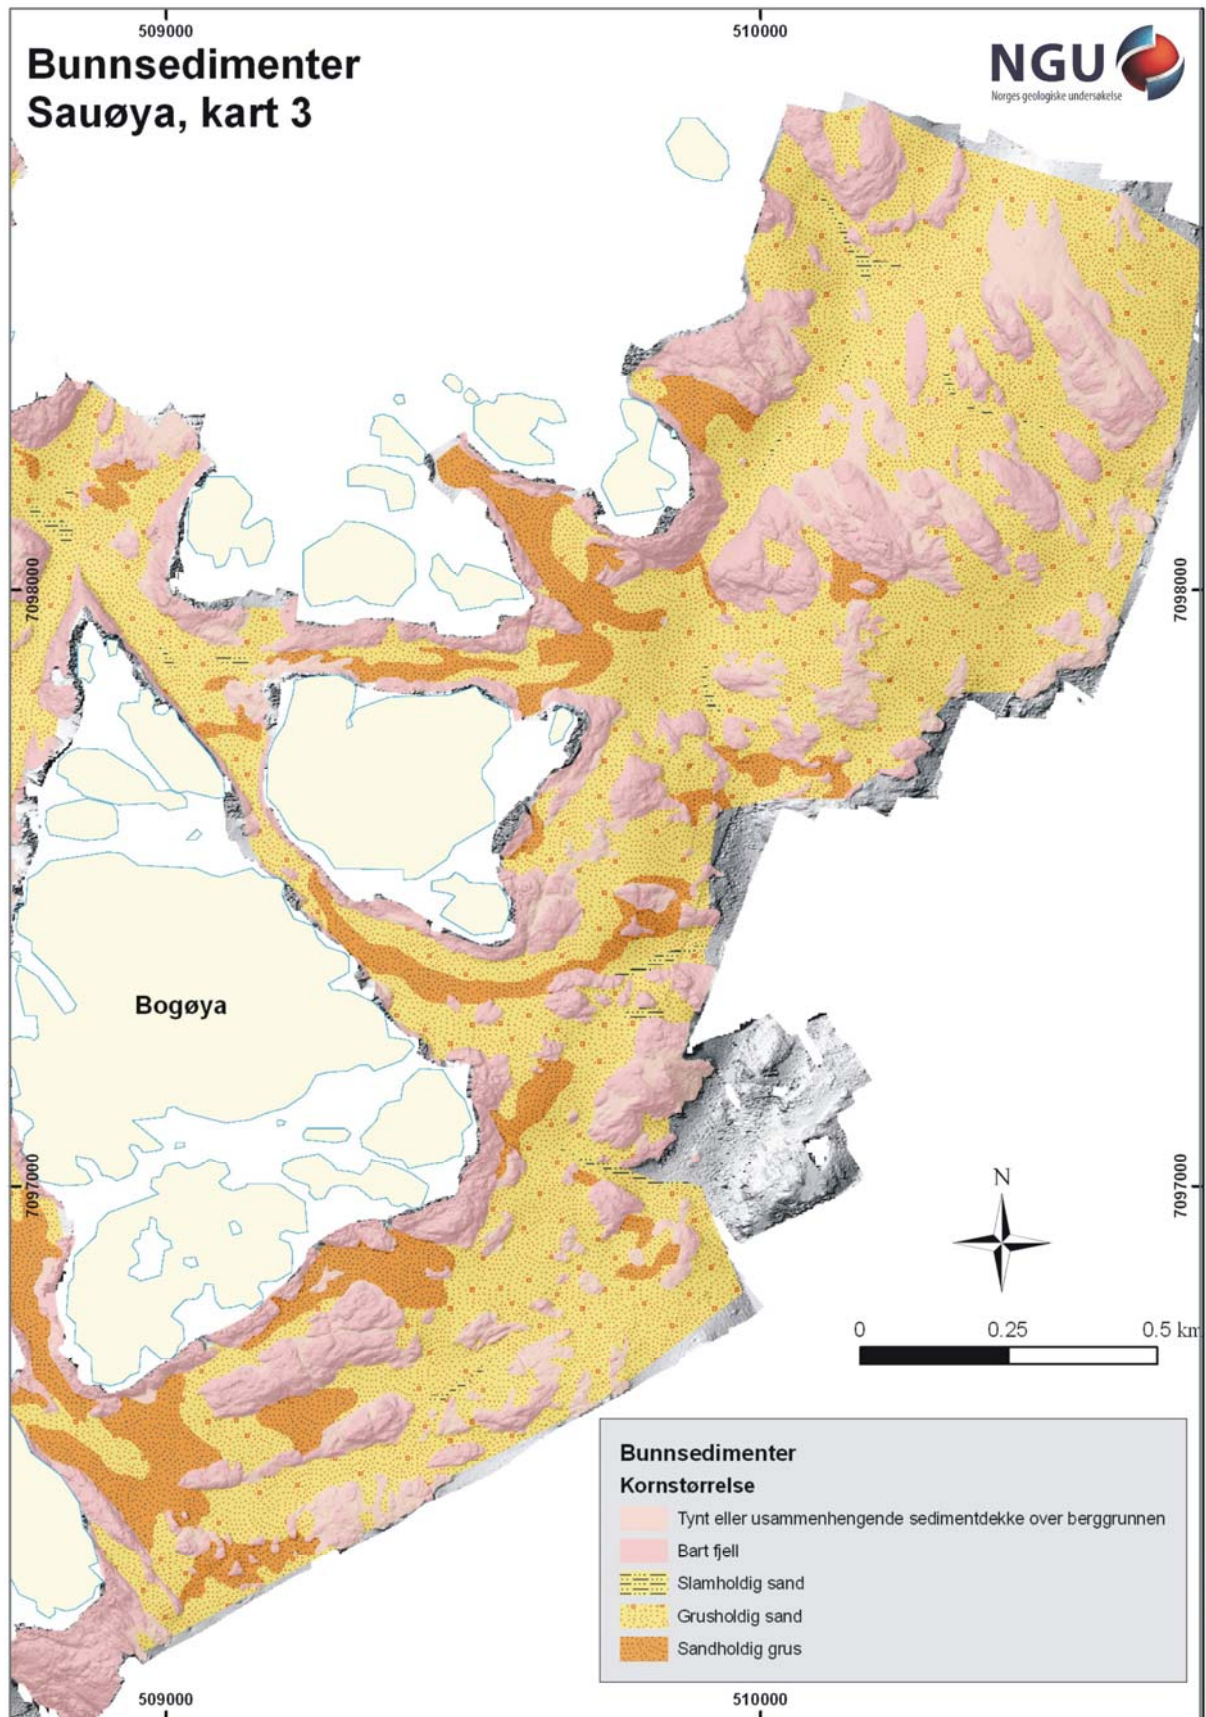 509000
510000
Bunnsedimenter
Sauøya, kart 3
NGU
Norges geologiske undersøkelse
7098000
7098000
Bogøya
7097000
7097000
N
0 0.25 0.5 km
Bunnsedimenter
Kornstørrelse
Tynt eller usammenhengende sedimentdekke over berggrunnen
Bart fjell
Slamholdig sand
Grusholdig sand
Sandholdig grus
509000
510000